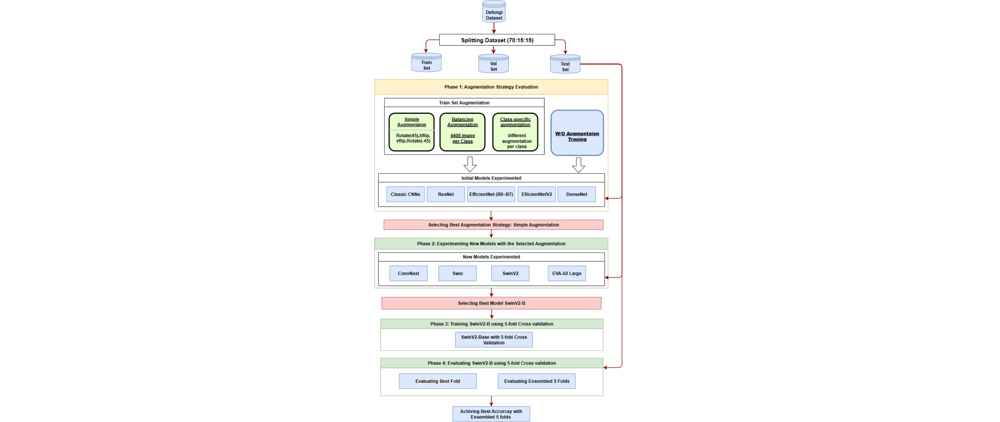 Defungi
Dataset
Splitting Dataset (70:15:15)
Train
Set
Val
Set
Test
Set
Phase 1: Augmentation Strategy Evaluation
Train Set Augmentation
Simple
Augmentaion
Rotate(45),hflip,
vflip,Rotate(-45)
Balancing
Augmentation
4400 image
per Class
Class-specific
augmentation
different
augmentation
per class
W/O Augmentaion
Traning
Initial Models Experimented
Classic CNNs
ResNet
EfficientNet (B0–B7)
EfiicientNetV2
DenseNet
Selecting Best Augmentation Strategy: Simple Augmentation
Phase 2: Experimenting New Models with the Selected Augmentation
New Models Experimented
ConvNext
Swin
SwinV2
EVA-02 Large
Selecting Best Model SwinV2-B
Phase 3: Training SwinV2-B using 5-fold Cross validation
SwinV2-Base with 5 fold Cross
Validation
Phase 4: Evaluating SwinV2-B using 5-fold Cross validation
Evaluating Best Fold
Evaluating Ensembled 5 Folds
Achiving Best Accurcay with
Ensembled 5 folds